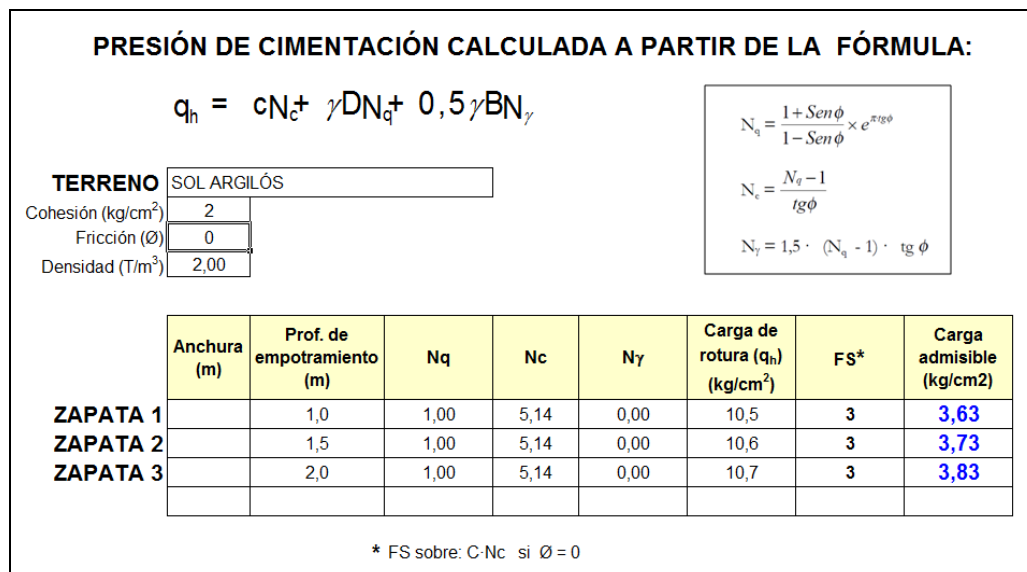 PRESIÓN DE CIMENTACIÓN CALCULADA A PARTIR DE LA FÓRMULA:
qh = cNc+ γDNq+ 0,5γBNγ
Nq = (1+Senϕ)/(1−Senϕ) × e^πtgϕ
Nc = (Nq−1)/tgϕ
Nγ = 1,5 · (Nq - 1) · tg ϕ
TERRENO SOL ARGILÓS
Cohesión (kg/cm²) 2
Fricción (Ø) 0
Densidad (T/m³) 2,00
Anchura (m) Prof. de empotramiento (m) Nq Nc Nγ Carga de rotura (qh) (kg/cm²) FS* Carga admisible (kg/cm2)
ZAPATA 1 1,0 1,00 5,14 0,00 10,5 3 3,63
ZAPATA 2 1,5 1,00 5,14 0,00 10,6 3 3,73
ZAPATA 3 2,0 1,00 5,14 0,00 10,7 3 3,83
* FS sobre: C·Nc si Ø = 0